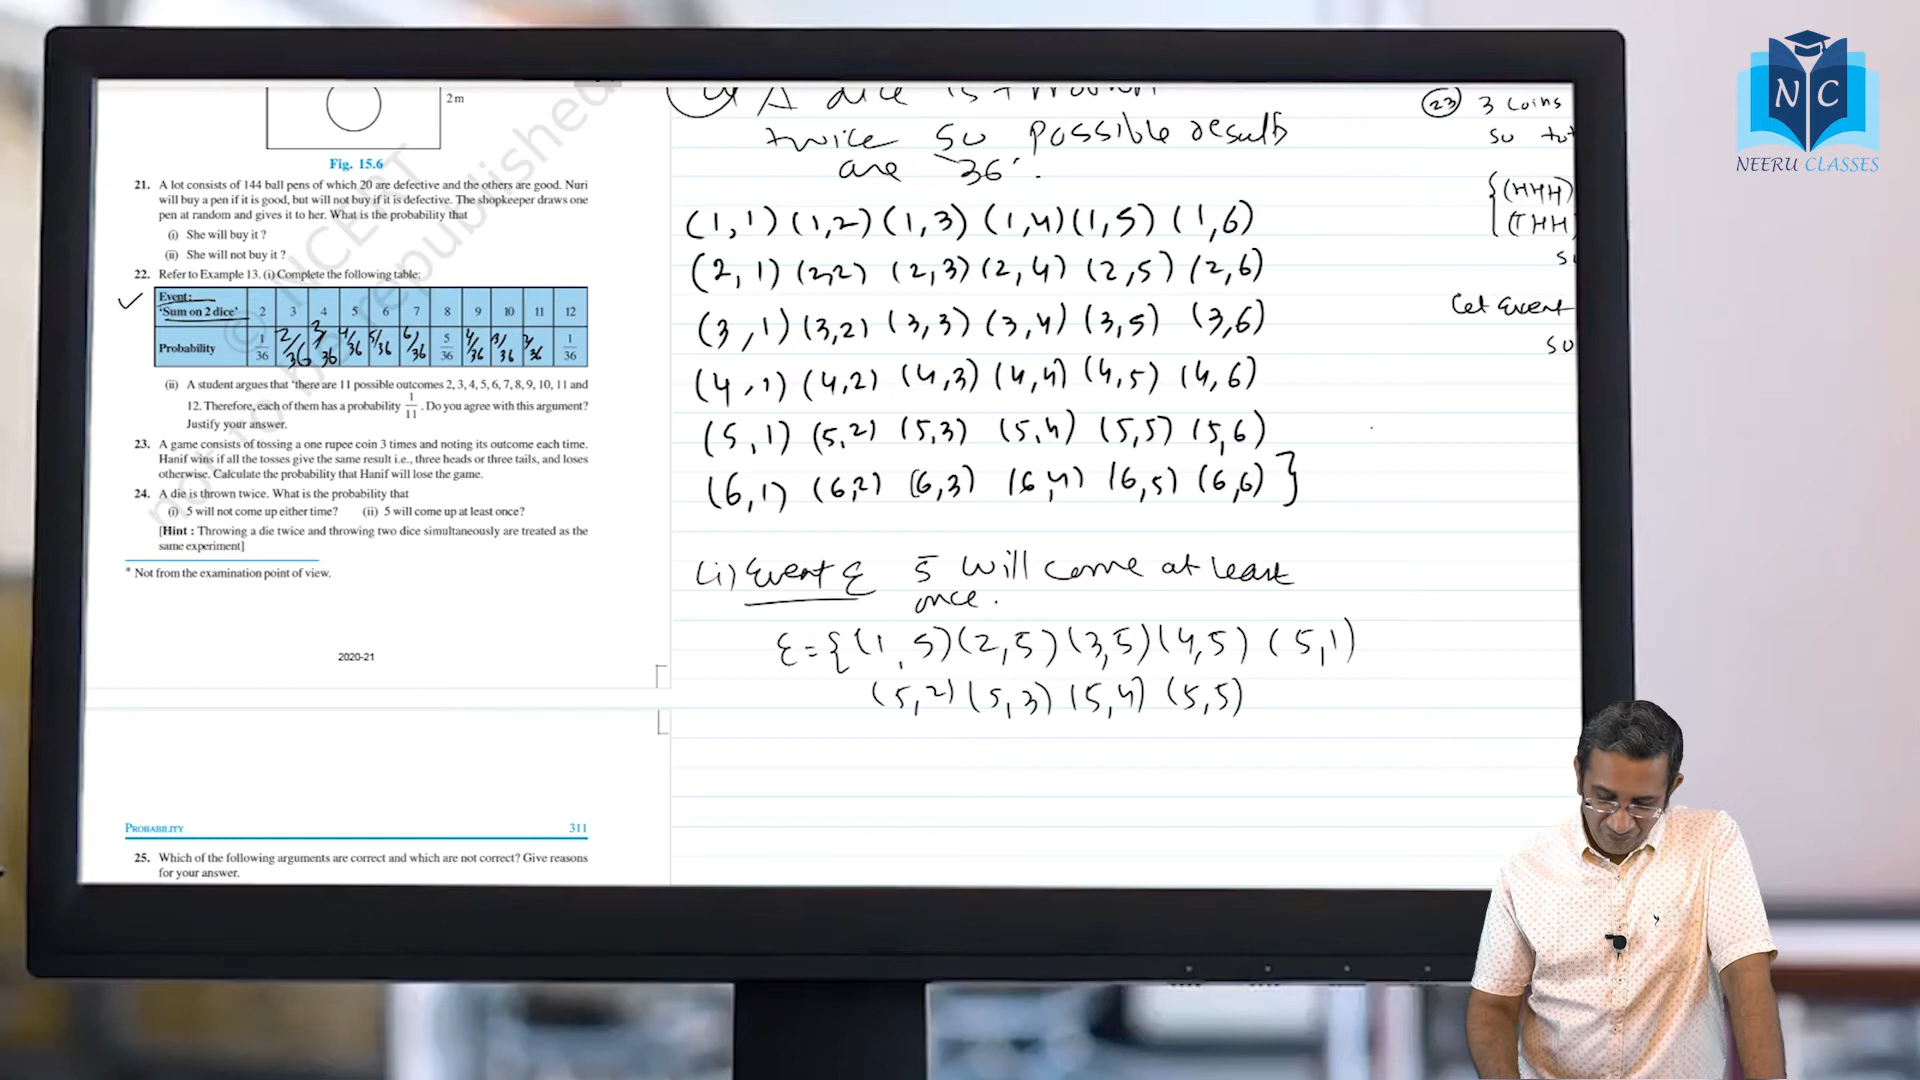 2 m
Fig. 15.6
21. A lot consists of 144 ball pens of which 20 are defective and the others are good. Nuri
will buy a pen if it is good, but will not buy if it is defective. The shopkeeper draws one
pen at random and gives it to her. What is the probability that
(i) She will buy it ?
(ii) She will not buy it ?
22. Refer to Example 13. (i) Complete the following table:
Event:
'Sum on 2 dice' 2 3 4 5 6 7 8 9 10 11 12
Probability 1/36 2/36 3/36 4/36 5/36 6/36 5/36 4/36 3/36 2/36 1/36
(ii) A student argues that 'there are 11 possible outcomes 2, 3, 4, 5, 6, 7, 8, 9, 10, 11 and
12. Therefore, each of them has a probability 1/11. Do you agree with this argument?
Justify your answer.
23. A game consists of tossing a one rupee coin 3 times and noting its outcome each time.
Hanif wins if all the tosses give the same result i.e., three heads or three tails, and loses
otherwise. Calculate the probability that Hanif will lose the game.
24. A die is thrown twice. What is the probability that
(i) 5 will not come up either time? (ii) 5 will come up at least once?
[Hint : Throwing a die twice and throwing two dice simultaneously are treated as the
same experiment]
* Not from the examination point of view.
2020-21
PROBABILITY 311
25. Which of the following arguments are correct and which are not correct? Give reasons
for your answer.
© NCERT
not to be republished
A dice is thrown
twice so possible results
are 36.
(1,1) (1,2) (1,3) (1,4) (1,5) (1,6)
(2,1) (2,2) (2,3) (2,4) (2,5) (2,6)
(3,1) (3,2) (3,3) (3,4) (3,5) (3,6)
(4,1) (4,2) (4,3) (4,4) (4,5) (4,6)
(5,1) (5,2) (5,3) (5,4) (5,5) (5,6)
(6,1) (6,2) (6,3) (6,4) (6,5) (6,6) }
(i) Event E 5 will come at least
once.
E = { (1,5) (2,5) (3,5) (4,5) (5,1)
(5,2) (5,3) (5,4) (5,5)
(23) 3 coins
so
{ (HHH)
(THH)
Let event
so
NC
NEERU CLASSES